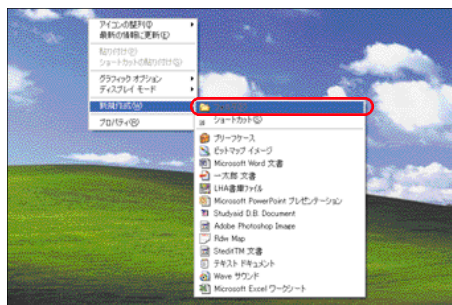 アイコンの整列(I)
最新の情報に更新(E)
貼り付け(P)
ショートカットの貼り付け(S)
グラフィック オプション
ディスプレイ モード
新規作成(W)
プロパティ(R)
ショートカット(S)
ブリーフケース
ビットマップ イメージ
Microsoft Word 文書
一太郎 文書
LHA書庫ファイル
Microsoft PowerPoint プレゼンテーション
Studyaid D.B. Document
Adobe Photoshop Image
Rdw Map
SteditTM 文書
テキスト ドキュメント
Wave サウンド
Microsoft Excel ワークシート